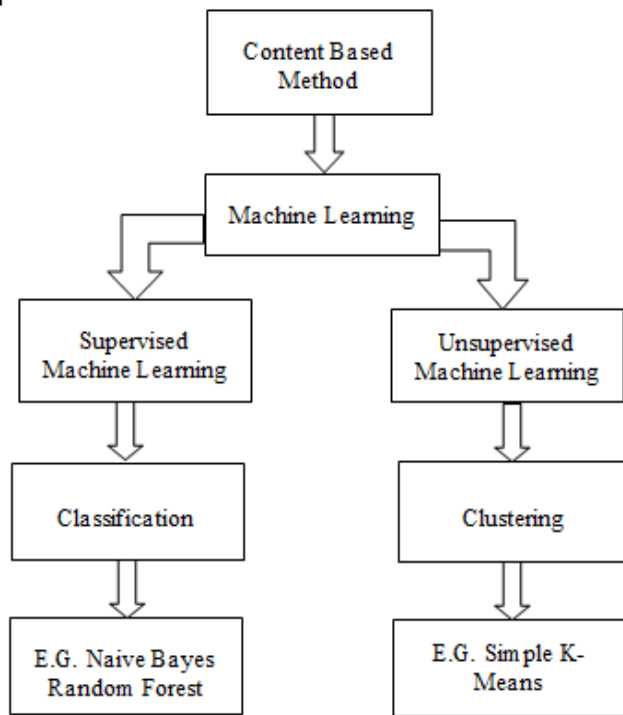 Content Based
Method
Machine Learning
Supervised
Machine Learning
Unsupervised
Machine Learning
Classification
Clustering
E.G. Naive Bayes
Random Forest
E.G. Simple K-
Means